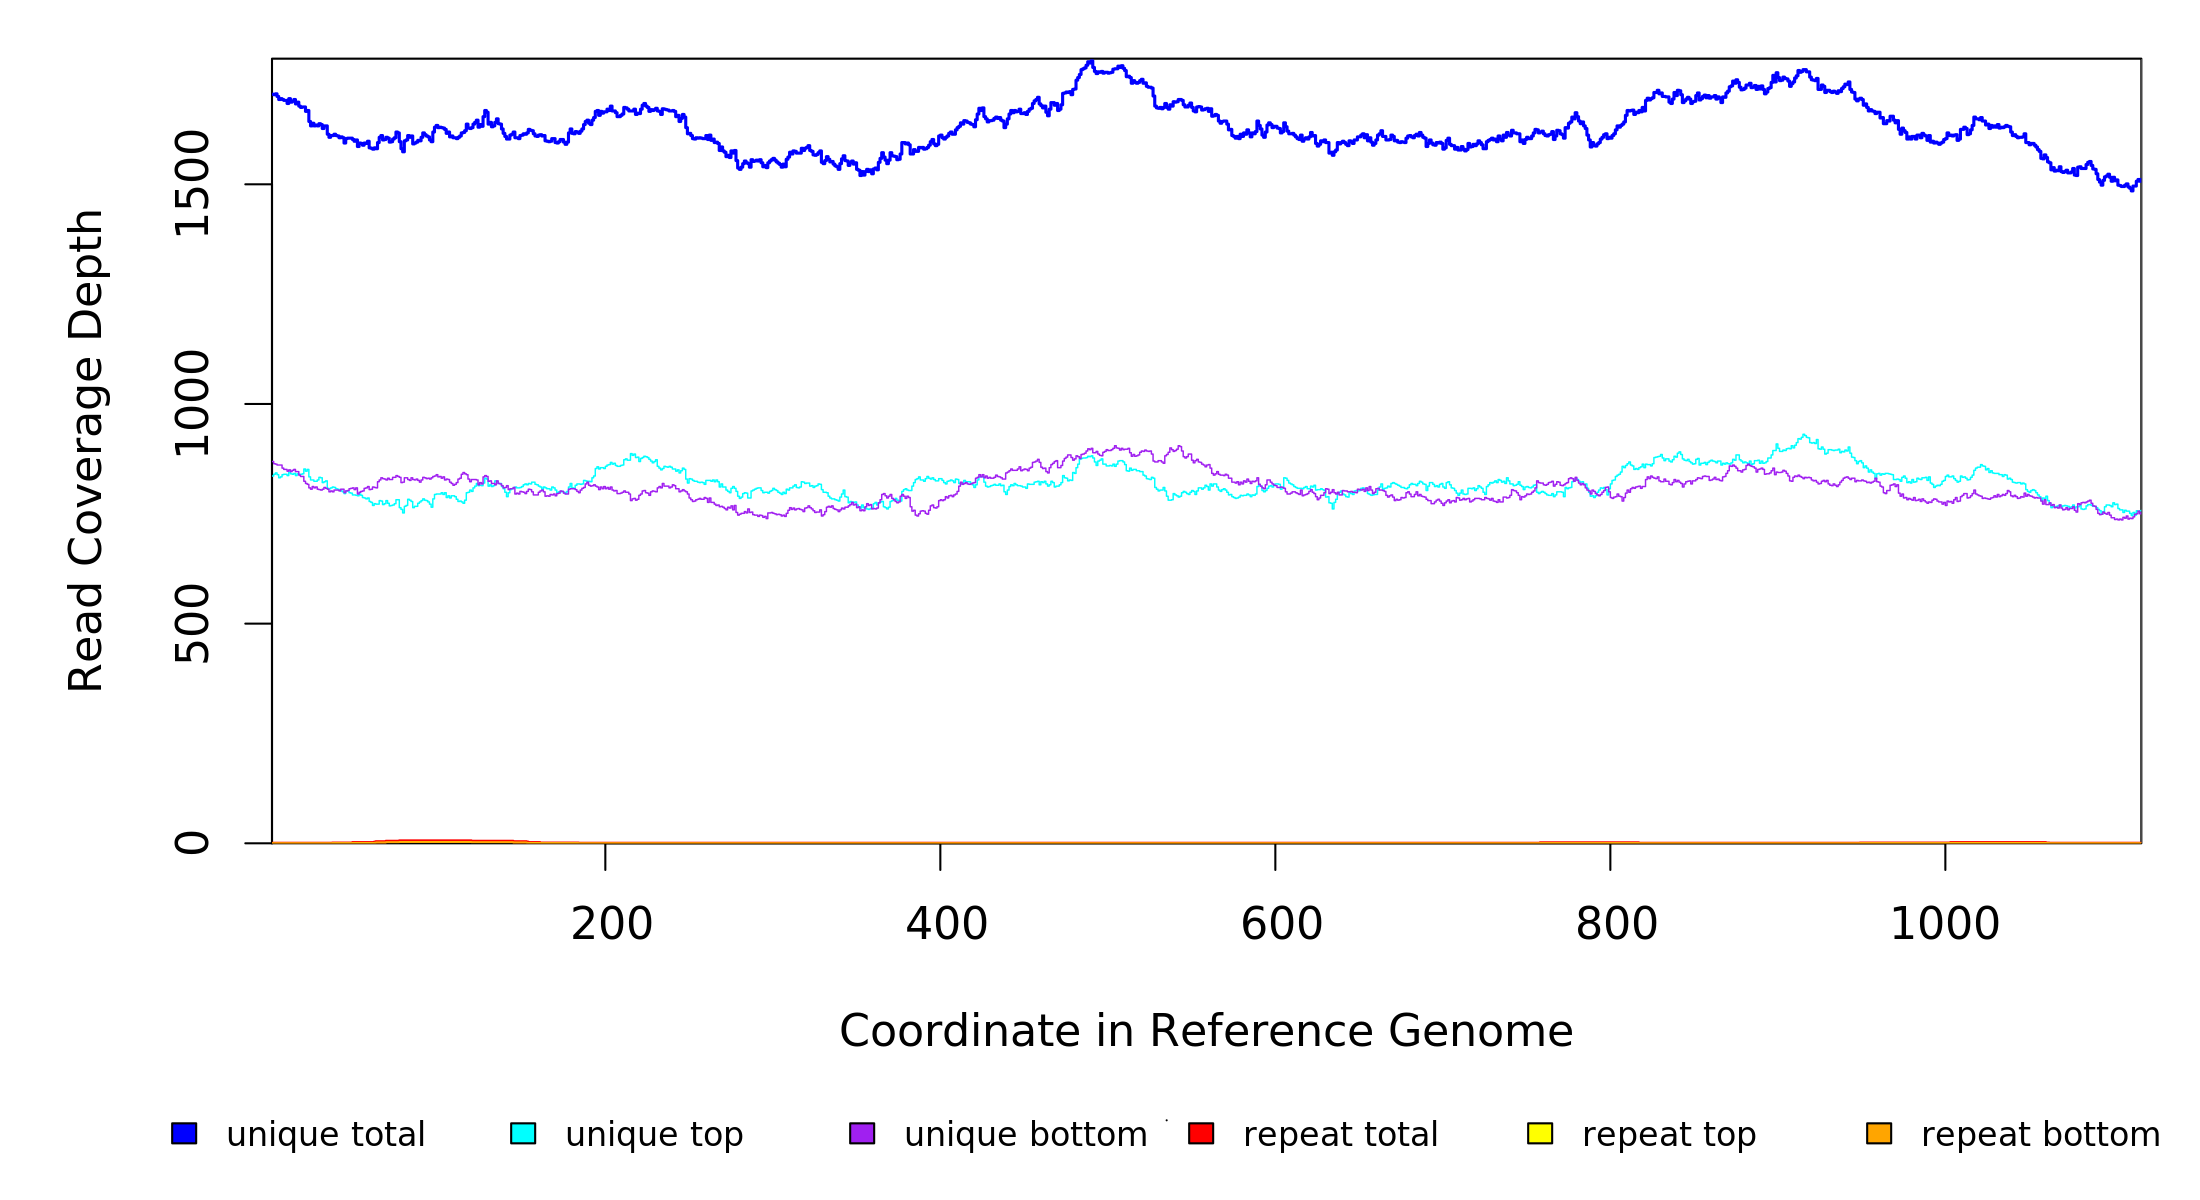 Read Coverage Depth
1500
1000
500
0
200 400 600 800 1000
Coordinate in Reference Genome
unique total unique top unique bottom repeat total repeat top repeat bottom